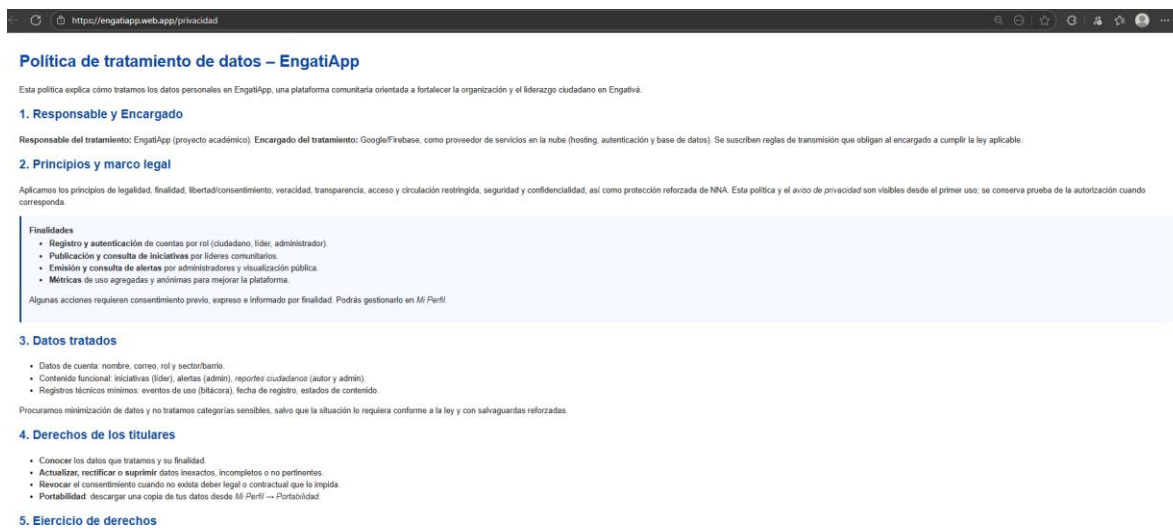 https://engatiapp.web.app/privacidad
Política de tratamiento de datos – EngatiApp
Esta política explica cómo tratamos los datos personales en EngatiApp, una plataforma comunitaria orientada a fortalecer la organización y el liderazgo ciudadano en Engativá.
1. Responsable y Encargado
Responsable del tratamiento: EngatiApp (proyecto académico). Encargado del tratamiento: Google/Firebase, como proveedor de servicios en la nube (hosting, autenticación y base de datos). Se suscriben reglas de transmisión que obligan al encargado a cumplir la ley aplicable.
2. Principios y marco legal
Aplicamos los principios de legalidad, finalidad, libertad/consentimiento, veracidad, transparencia, acceso y circulación restringida, seguridad y confidencialidad, así como protección reforzada de NNA. Esta política y el aviso de privacidad son visibles desde el primer uso; se conserva prueba de la autorización cuando
corresponda.
Finalidades
• Registro y autenticación de cuentas por rol (ciudadano, líder, administrador).
• Publicación y consulta de iniciativas por líderes comunitarios.
• Emisión y consulta de alertas por administradores y visualización pública.
• Métricas de uso agregadas y anónimas para mejorar la plataforma.
Algunas acciones requieren consentimiento previo, expreso e informado por finalidad. Podrás gestionarlo en Mi Perfil.
3. Datos tratados
• Datos de cuenta: nombre, correo, rol y sector/barrio.
• Contenido funcional: iniciativas (líder), alertas (admin), reportes ciudadanos (autor y admin).
• Registros técnicos mínimos: eventos de uso (bitácora), fecha de registro, estados de contenido.
Procuramos minimización de datos y no tratamos categorías sensibles, salvo que la situación lo requiera conforme a la ley y con salvaguardas reforzadas.
4. Derechos de los titulares
• Conocer los datos que tratamos y su finalidad.
• Actualizar, rectificar o suprimir datos inexactos, incompletos o no pertinentes.
• Revocar el consentimiento cuando no exista deber legal o contractual que lo impida.
• Portabilidad: descargar una copia de tus datos desde Mi Perfil → Portabilidad.
5. Ejercicio de derechos